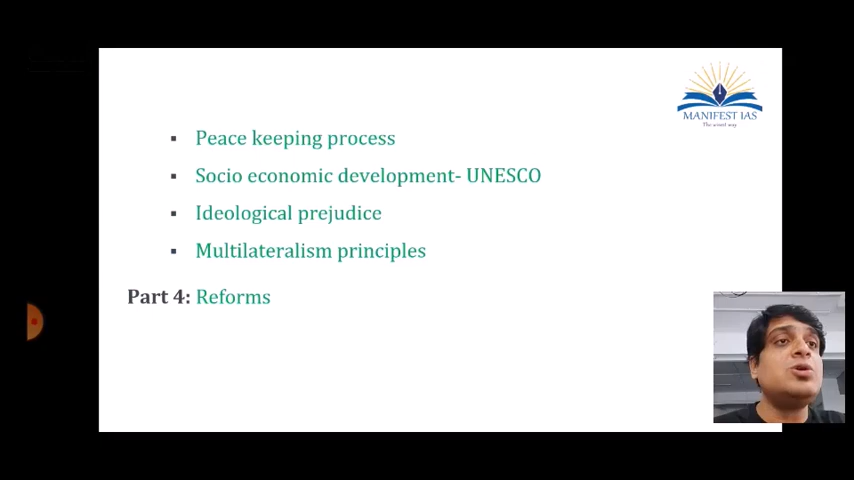 MANIFEST IAS
Peace keeping process
Socio economic development- UNESCO
Ideological prejudice
Multilateralism principles
Part 4: Reforms